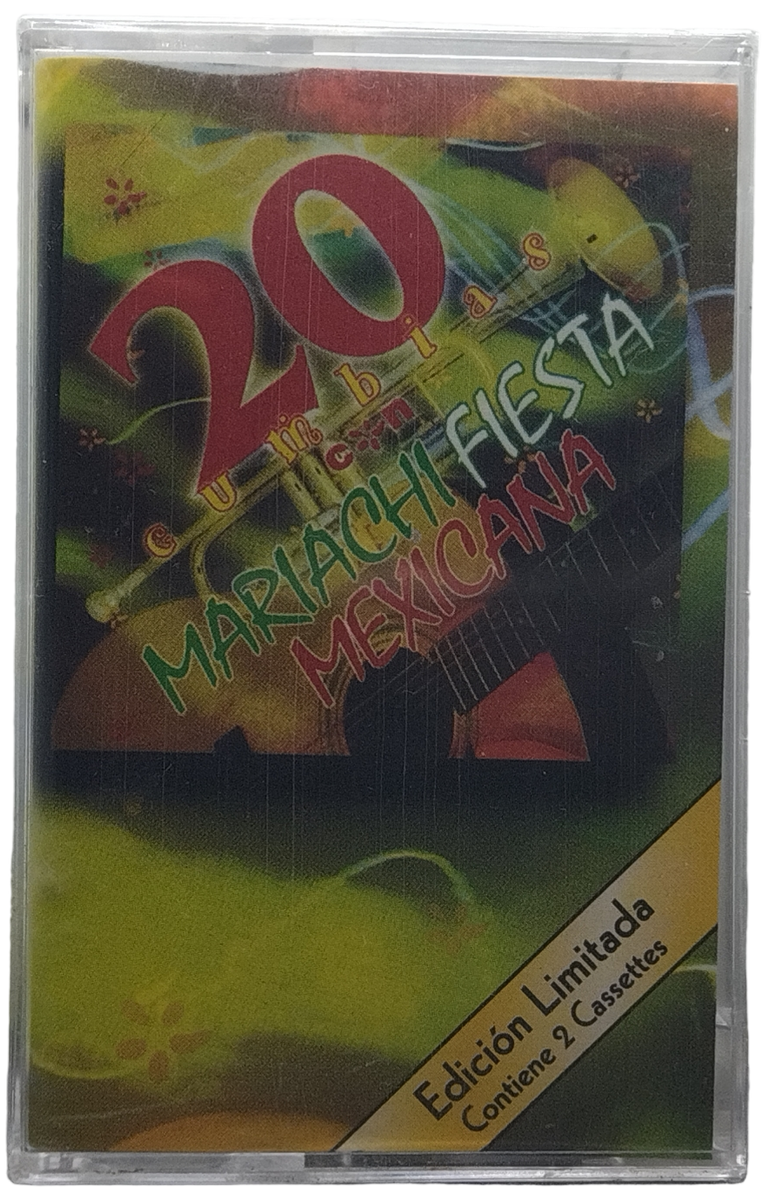 20
cumbias
con
MARIACHI FIESTA
MEXICANA
Edición Limitada
Contiene 2 Cassettes